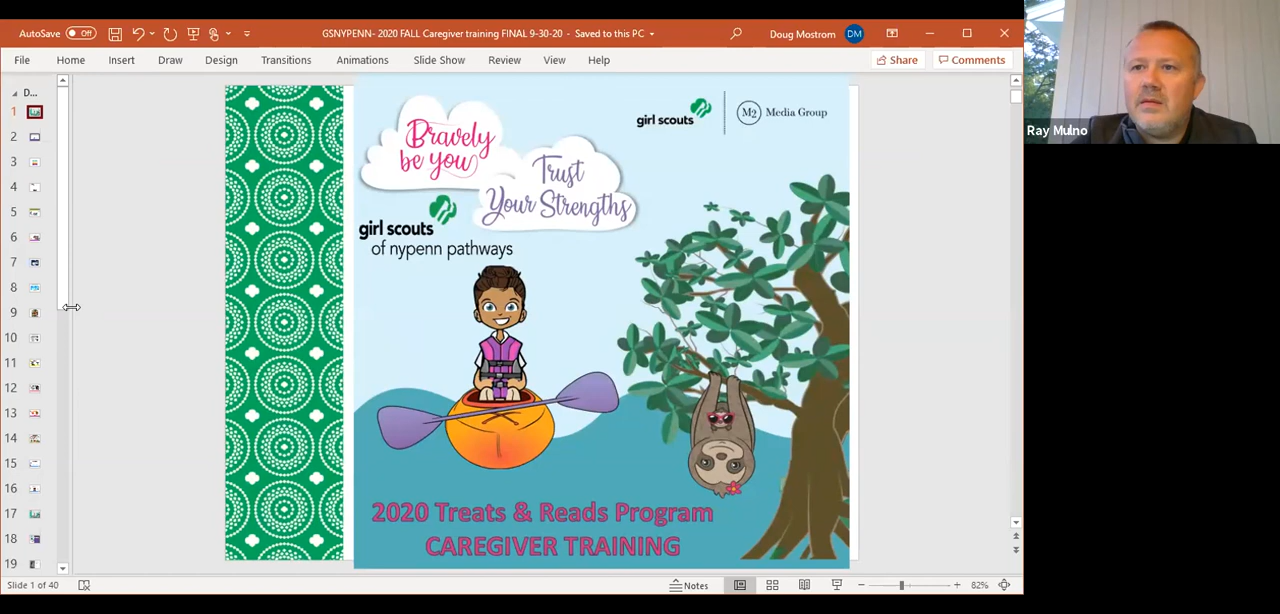 AutoSave Off
GSNYPENN- 2020 FALL Caregiver training FINAL 9-30-20 - Saved to this PC
Doug Mostrom DM
File Home Insert Draw Design Transitions Animations Slide Show Review View Help
Share Comments
Ray Mulno
D...
1
2
3
4
5
6
7
8
9
10
11
12
13
14
15
16
17
18
19
Bravely
be you
Trust
Your Strengths
girl scouts
M2 Media Group
girl scouts
of nypenn pathways
2020 Treats & Reads Program
CAREGIVER TRAINING
Slide 1 of 40
Notes
82%